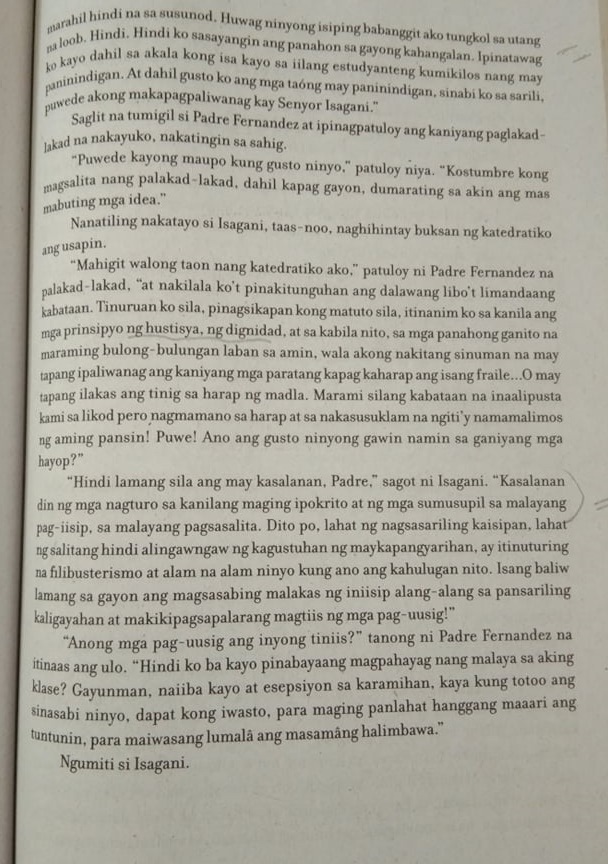 marahil hindi na sa susunod. Huwag ninyong isiping babanggit ako tungkol sa utang
na loob. Hindi. Hindi ko sasayangin ang panahon sa gayong kahangalan. Ipinatawag
ko kayo dahil sa akala kong isa kayo sa iilang estudyanteng kumikilos nang may
paninindigan. At dahil gusto ko ang mga taóng may paninindigan, sinabi ko sa sarili,
puwede akong makapagpaliwanag kay Senyor Isagani.”
Saglit na tumigil si Padre Fernandez at ipinagpatuloy ang kaniyang paglakad-
lakad na nakayuko, nakatingin sa sahig.
“Puwede kayong maupo kung gusto ninyo,” patuloy niya. “Kostumbre kong
magsalita nang palakad-lakad, dahil kapag gayon, dumarating sa akin ang mas
mabuting mga idea.”
Nanatiling nakatayo si Isagani, taas-noo, naghihintay buksan ng katedratiko
ang usapin.
“Mahigit walong taon nang katedratiko ako,” patuloy ni Padre Fernandez na
palakad-lakad, “at nakilala ko’t pinakitunguhan ang dalawang libo’t limandaang
kabataan. Tinuruan ko sila, pinagsikapan kong matuto sila, itinanim ko sa kanila ang
mga prinsipyo ng hustisya, ng dignidad, at sa kabila nito, sa mga panahong ganito na
maraming bulong-bulungan laban sa amin, wala akong nakitang sinuman na may
tapang ipaliwanag ang kaniyang mga paratang kapag kaharap ang isang fraile...O may
tapang ilakas ang tinig sa harap ng madla. Marami silang kabataan na inaalipusta
kami sa likod pero nagmamano sa harap at sa nakasusuklam na ngiti’y namamalimos
ng aming pansin! Puwe! Ano ang gusto ninyong gawin namin sa ganiyang mga
hayop?”
“Hindi lamang sila ang may kasalanan, Padre,” sagot ni Isagani. “Kasalanan
din ng mga nagturo sa kanilang maging ipokrito at ng mga sumusupil sa malayang
pag-iisip, sa malayang pagsasalita. Dito po, lahat ng nagsasariling kaisipan, lahat
ng salitang hindi alingawngaw ng kagustuhan ng maykapangyarihan, ay itinuturing
na filibusterismo at alam na alam ninyo kung ano ang kahulugan nito. Isang baliw
lamang sa gayon ang magsasabing malakas ng iniisip alang-alang sa pansariling
kaligayahan at makikipagsapalarang magtiis ng mga pag-uusig!”
“Anong mga pag-uusig ang inyong tiniis?” tanong ni Padre Fernandez na
itinaas ang ulo. “Hindi ko ba kayo pinabayaang magpahayag nang malaya sa aking
klase? Gayunman, naiiba kayo at esepsiyon sa karamihan, kaya kung totoo ang
sinasabi ninyo, dapat kong iwasto, para maging panlahat hanggang maaari ang
tuntunin, para maiwasang lumalâ ang masamâng halimbawa.”
Ngumiti si Isagani.